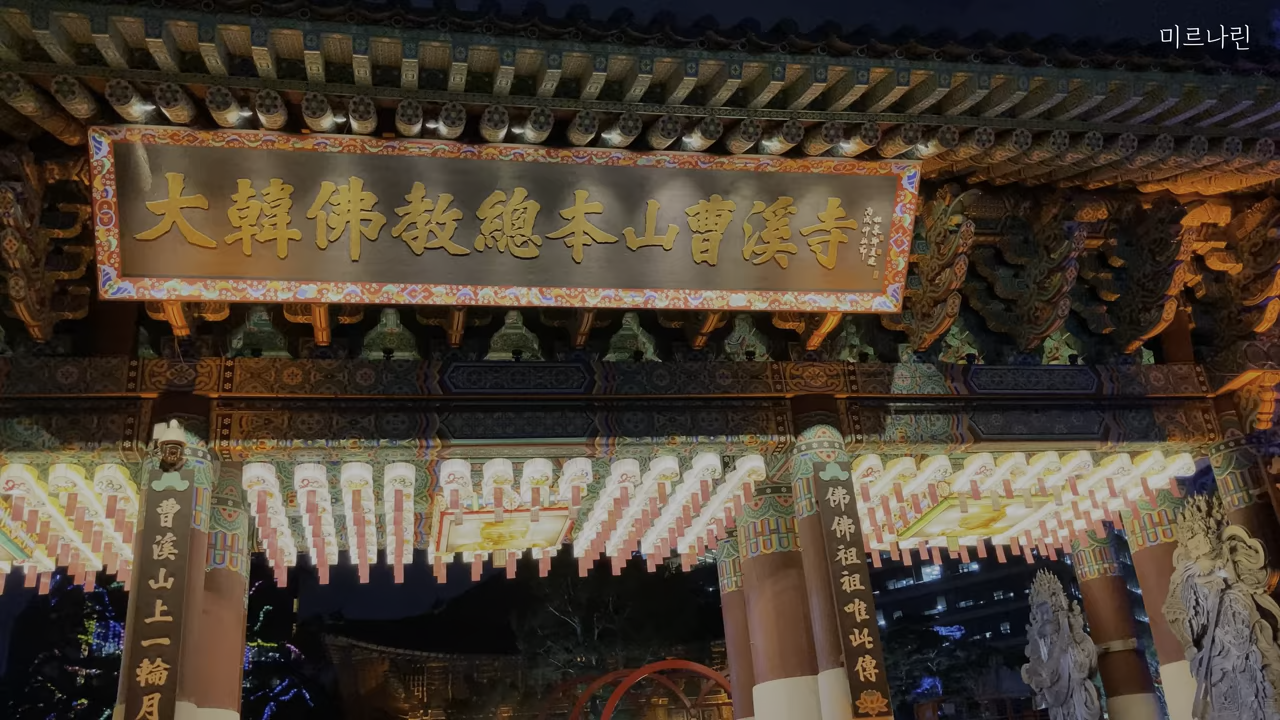 미르나린
大韓佛教總本山曹溪寺
曹溪山上一輪月
佛佛祖祖唯此傳